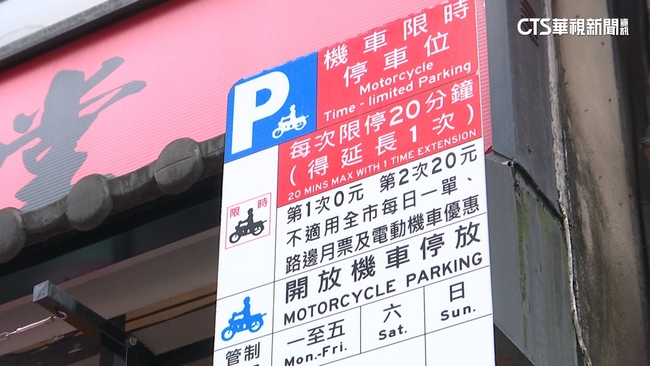 CTS華視新聞資訊
堂
P
機車限時
停車位
Motorcycle
Time - limited Parking
每次限停20分鐘
(得延長1次)
20 MINS MAX WITH 1 TIME EXTENSION
限時
第1次0元 第2次20元
不適用全市每日一單、
路邊月票及電動機車優惠
開放機車停放
MOTORCYCLE PARKING
管制
一至五 六 日
Mon.-Fri. Sat. Sun.